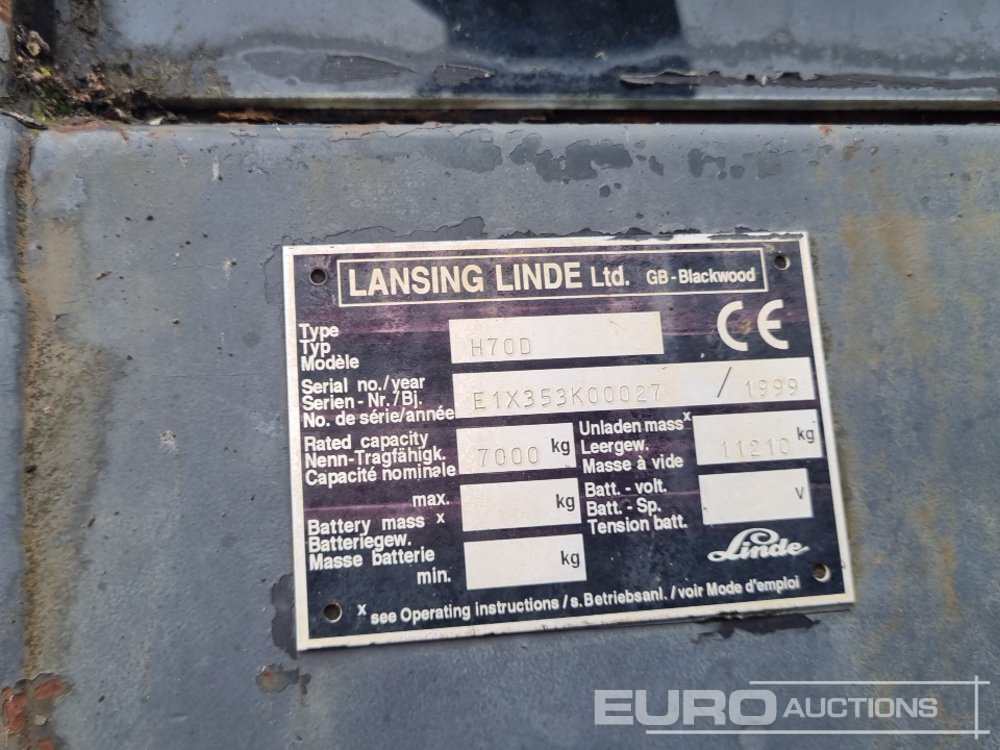 LANSING LINDE Ltd. GB - Blackwood
CE
Type
Typ
Modèle
H70D
Serial no./year
Serien - Nr./Bj.
No. de série/année
E1X353K00027 / 1999
Rated capacity
Nenn-Tragfähigk.
Capacité nominale
7000 kg
Unladen mass x
Leergew.
Masse à vide
11210 kg
max. kg
Battery mass x
Batteriegew.
Masse batterie
min. kg
Batt. - volt.
Batt. - Sp.
Tension batt.
V
Linde
x see Operating instructions / s. Betriebsanl. / voir Mode d'emploi
EURO AUCTIONS